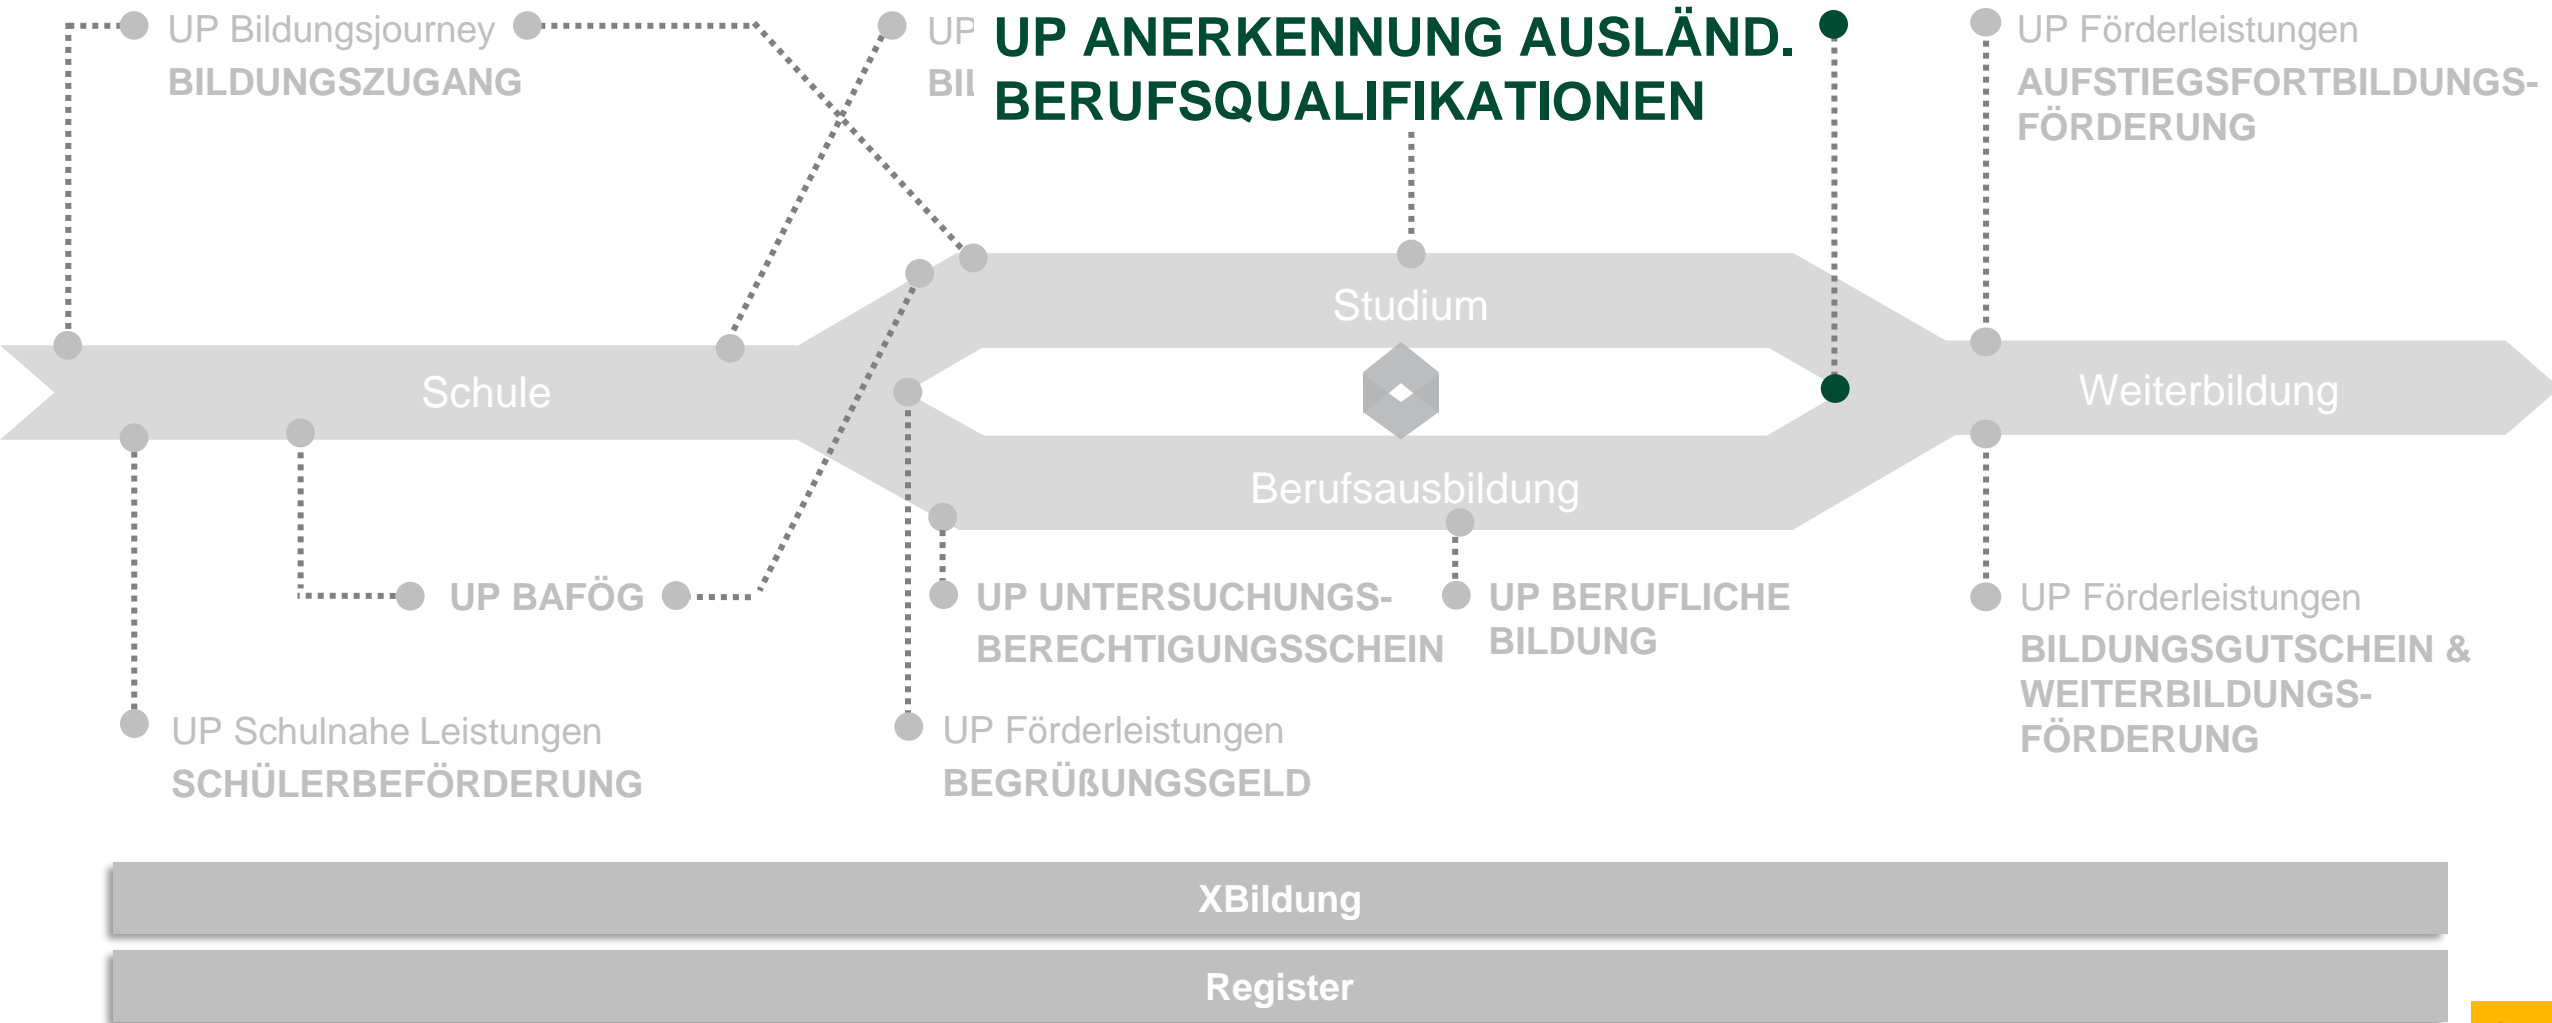 UP Bildungsjourney
BILDUNGSZUGANG
UP
UP ANERKENNUNG AUSLÄND.
BERUFSQUALIFIKATIONEN
UP Förderleistungen
AUFSTIEGSFORTBILDUNGS-
FÖRDERUNG
Studium
Schule
Weiterbildung
Berufsausbildung
UP BAFÖG
UP UNTERSUCHUNGS-
BERECHTIGUNGSSCHEIN
UP BERUFLICHE
BILDUNG
UP Förderleistungen
BILDUNGSGUTSCHEIN &
WEITERBILDUNGS-
FÖRDERUNG
UP Schulnahe Leistungen
SCHÜLERBEFÖRDERUNG
UP Förderleistungen
BEGRÜßUNGSGELD
XBildung
Register